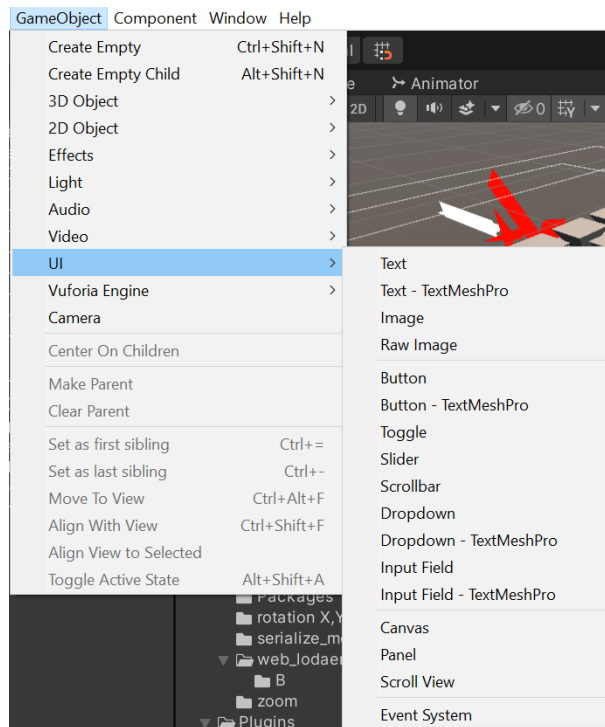 GameObject Component Window Help
Create Empty Ctrl+Shift+N
Create Empty Child Alt+Shift+N
3D Object
2D Object
Effects
Light
Audio
Video
UI
Vuforia Engine
Camera
Center On Children
Make Parent
Clear Parent
Set as first sibling Ctrl+=
Set as last sibling Ctrl+-
Move To View Ctrl+Alt+F
Align With View Ctrl+Shift+F
Align View to Selected
Toggle Active State Alt+Shift+A
Animator
2D
0
Y
Text
Text - TextMeshPro
Image
Raw Image
Button
Button - TextMeshPro
Toggle
Slider
Scrollbar
Dropdown
Dropdown - TextMeshPro
Input Field
Input Field - TextMeshPro
Canvas
Panel
Scroll View
Event System
Packages
rotation X,Y
serialize_m
web_lodaer
B
zoom
Plugins